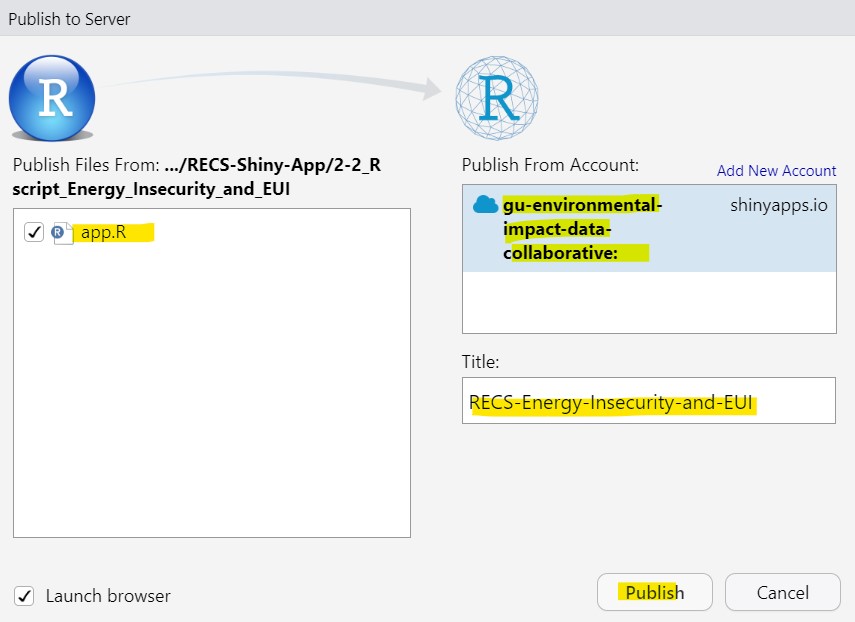 Publish to Server
R
R
Publish Files From: .../RECS-Shiny-App/2-2_R
script_Energy_Insecurity_and_EUI
R
app.R
Publish From Account:
Add New Account
gu-environmental-
impact-data-
collaborative:
shinyapps.io
Title:
RECS-Energy-Insecurity-and-EUI
Launch browser
Publish
Cancel